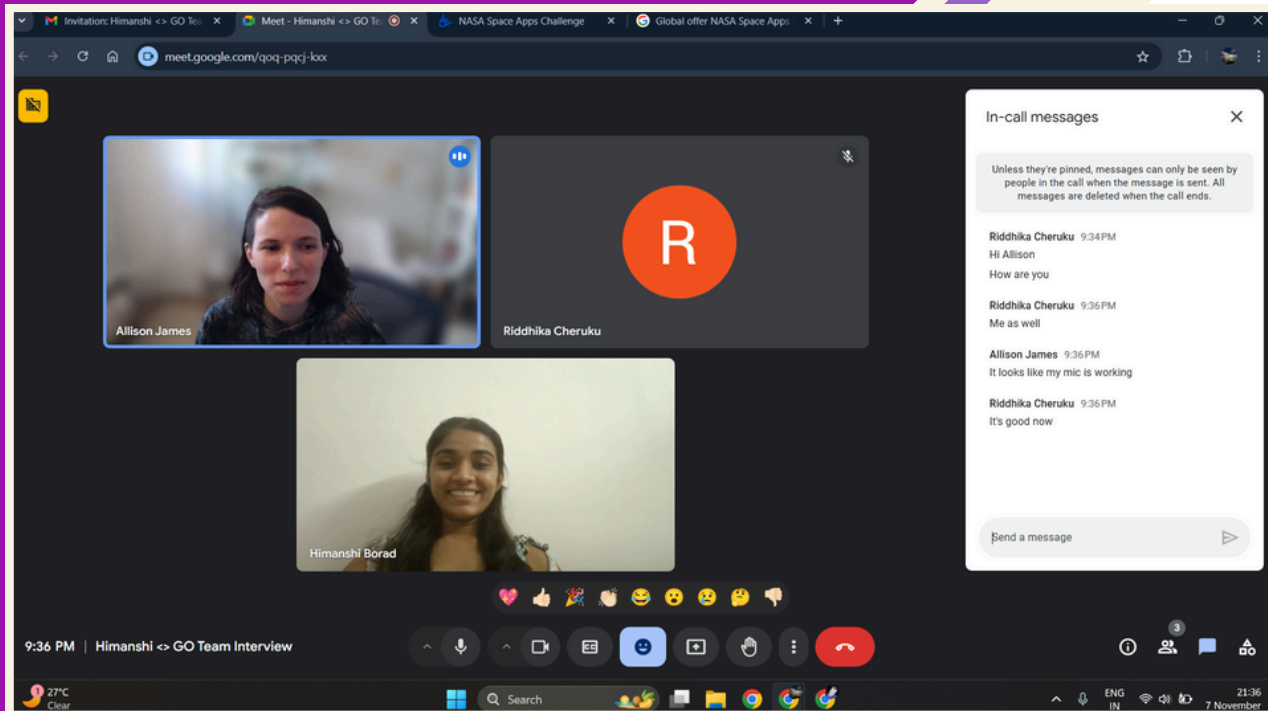 Invitation: Himanshi <> GO Tea
Meet - Himanshi <> GO Te
NASA Space Apps Challenge
Global offer NASA Space Apps
meet.google.com/qoq-pqcj-kxx
Allison James
R
Riddhika Cheruku
Himanshi Borad
In-call messages
Unless they're pinned, messages can only be seen by
people in the call when the message is sent. All
messages are deleted when the call ends.
Riddhika Cheruku 9:34 PM
Hi Allison
How are you
Riddhika Cheruku 9:36 PM
Me as well
Allison James 9:36 PM
It looks like my mic is working
Riddhika Cheruku 9:36 PM
It's good now
Send a message
9:36 PM | Himanshi <> GO Team Interview
3
1
27°C
Clear
Search
ENG
IN
21:36
7 November